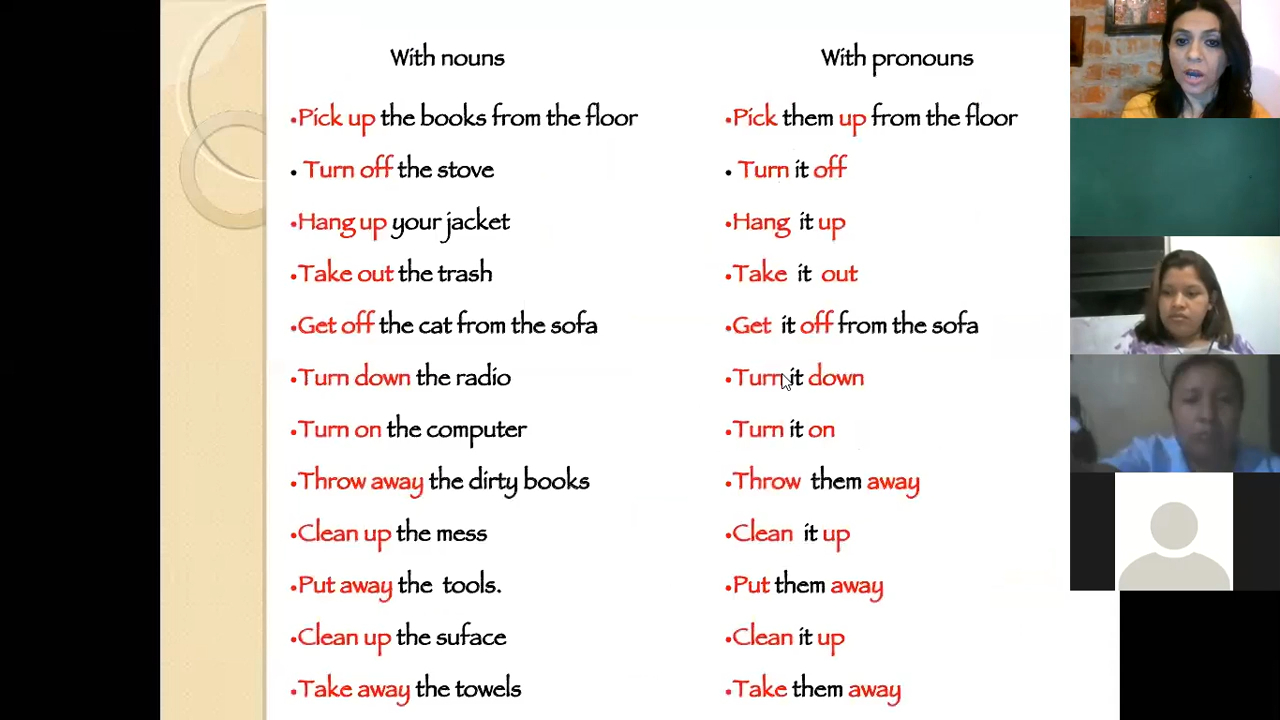 With nouns
•Pick up the books from the floor
• Turn off the stove
•Hang up your jacket
•Take out the trash
•Get off the cat from the sofa
•Turn down the radio
•Turn on the computer
•Throw away the dirty books
•Clean up the mess
•Put away the tools.
•Clean up the suface
•Take away the towels
With pronouns
•Pick them up from the floor
• Turn it off
•Hang it up
•Take it out
•Get it off from the sofa
•Turn it down
•Turn it on
•Throw them away
•Clean it up
•Put them away
•Clean it up
•Take them away